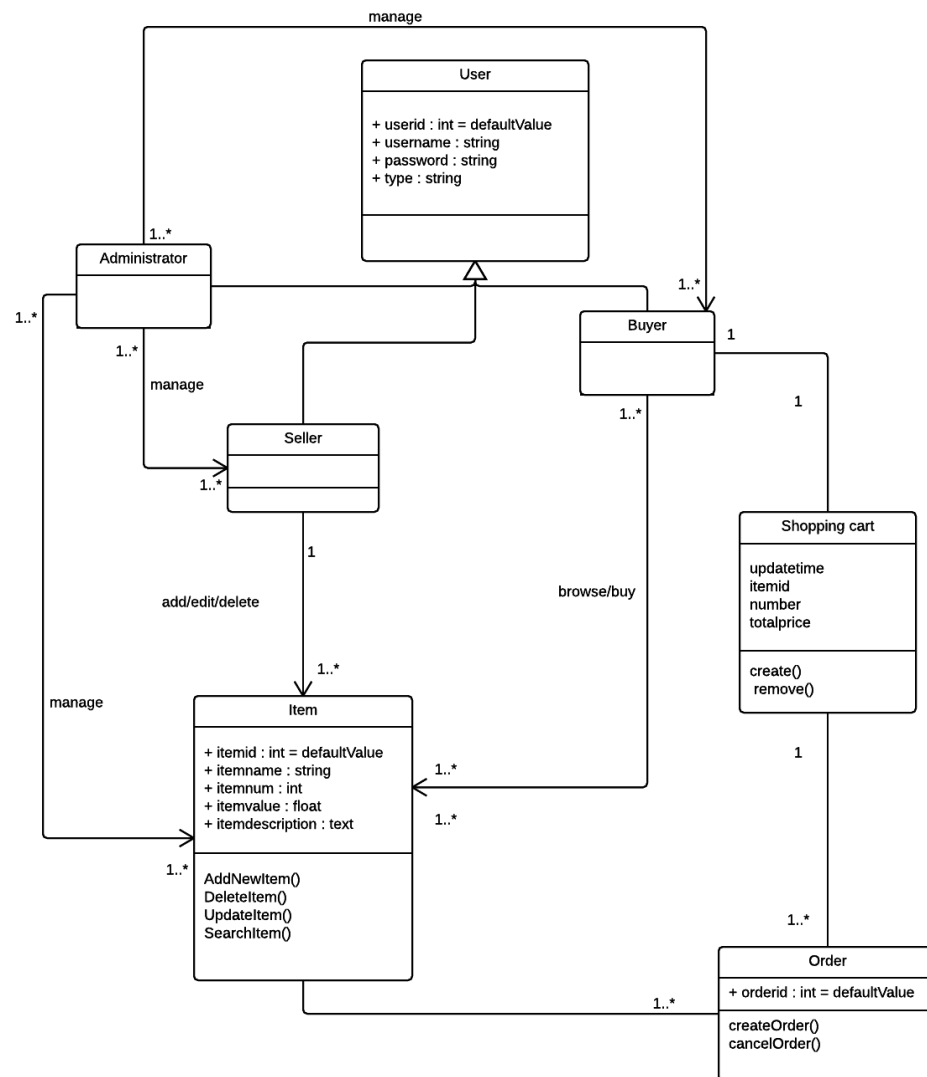 manage
User
+ userid : int = defaultValue
+ username : string
+ password : string
+ type : string
1..*
Administrator
1..*
1..*
Buyer
1
1..*
manage
1
1..*
Seller
1..*
1
add/edit/delete
browse/buy
Shopping cart
updatetime
itemid
number
totalprice
create()
remove()
1..*
manage
Item
+ itemid : int = defaultValue
+ itemname : string
+ itemnum : int
+ itemvalue : float
+ itemdescription : text
1..*
1..*
1
1..*
AddNewItem()
DeleteItem()
UpdateItem()
SearchItem()
1..*
Order
+ orderid : int = defaultValue
1..*
createOrder()
cancelOrder()